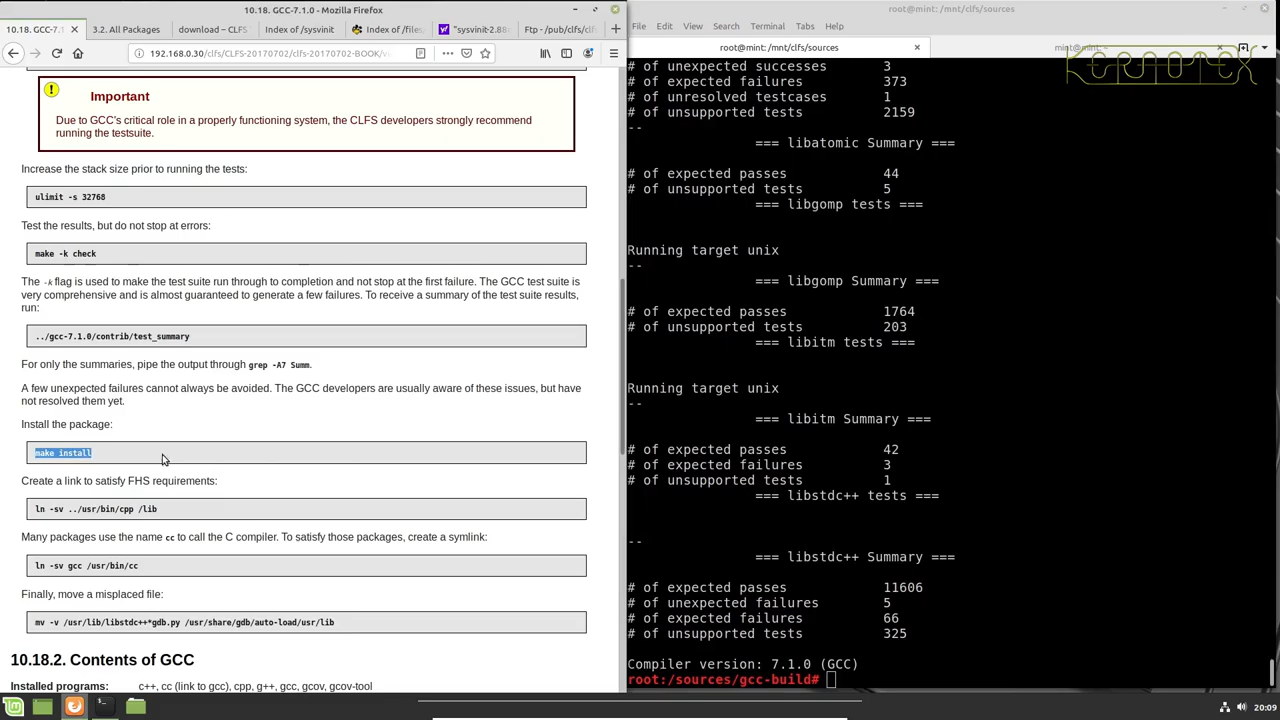 10.18. GCC-7.1.0 - Mozilla Firefox
10.18. GCC-7.1.
3.2. All Packages
download – CLFS
Index of /sysvinit
Index of /files
"sysvinit-2.88
Ftp - /pub/clfs/c
192.168.0.30/clfs/CLFS-20170702/clfs-20170702-BOOK/
Important
Due to GCC's critical role in a properly functioning system, the CLFS developers strongly recommend
running the testsuite.
Increase the stack size prior to running the tests:
ulimit -s 32768
Test the results, but do not stop at errors:
make -k check
The -k flag is used to make the test suite run through to completion and not stop at the first failure. The GCC test suite is
very comprehensive and is almost guaranteed to generate a few failures. To receive a summary of the test suite results,
run:
../gcc-7.1.0/contrib/test_summary
For only the summaries, pipe the output through grep -A7 Summ.
A few unexpected failures cannot always be avoided. The GCC developers are usually aware of these issues, but have
not resolved them yet.
Install the package:
make install
Create a link to satisfy FHS requirements:
ln -sv ../usr/bin/cpp /lib
Many packages use the name cc to call the C compiler. To satisfy those packages, create a symlink:
ln -sv gcc /usr/bin/cc
Finally, move a misplaced file:
mv -v /usr/lib/libstdc++*gdb.py /usr/share/gdb/auto-load/usr/lib
10.18.2. Contents of GCC
Installed programs: c++, cc (link to gcc), cpp, g++, gcc, gcov, gcov-tool
root@mint: /mnt/clfs/sources
File Edit View Search Terminal Tabs Help
root@mint: /mnt/clfs/sources
mint@mint: ~
KERNOTEX
# of unexpected successes 3
# of expected failures 373
# of unresolved testcases 1
# of unsupported tests 2159
--
=== libatomic Summary ===
# of expected passes 44
# of unsupported tests 5
=== libgomp tests ===
Running target unix
--
=== libgomp Summary ===
# of expected passes 1764
# of unsupported tests 203
=== libitm tests ===
Running target unix
--
=== libitm Summary ===
# of expected passes 42
# of expected failures 3
# of unsupported tests 1
=== libstdc++ tests ===
--
=== libstdc++ Summary ===
# of expected passes 11606
# of unexpected failures 5
# of expected failures 66
# of unsupported tests 325
Compiler version: 7.1.0 (GCC)
root:/sources/gcc-build#
20:09